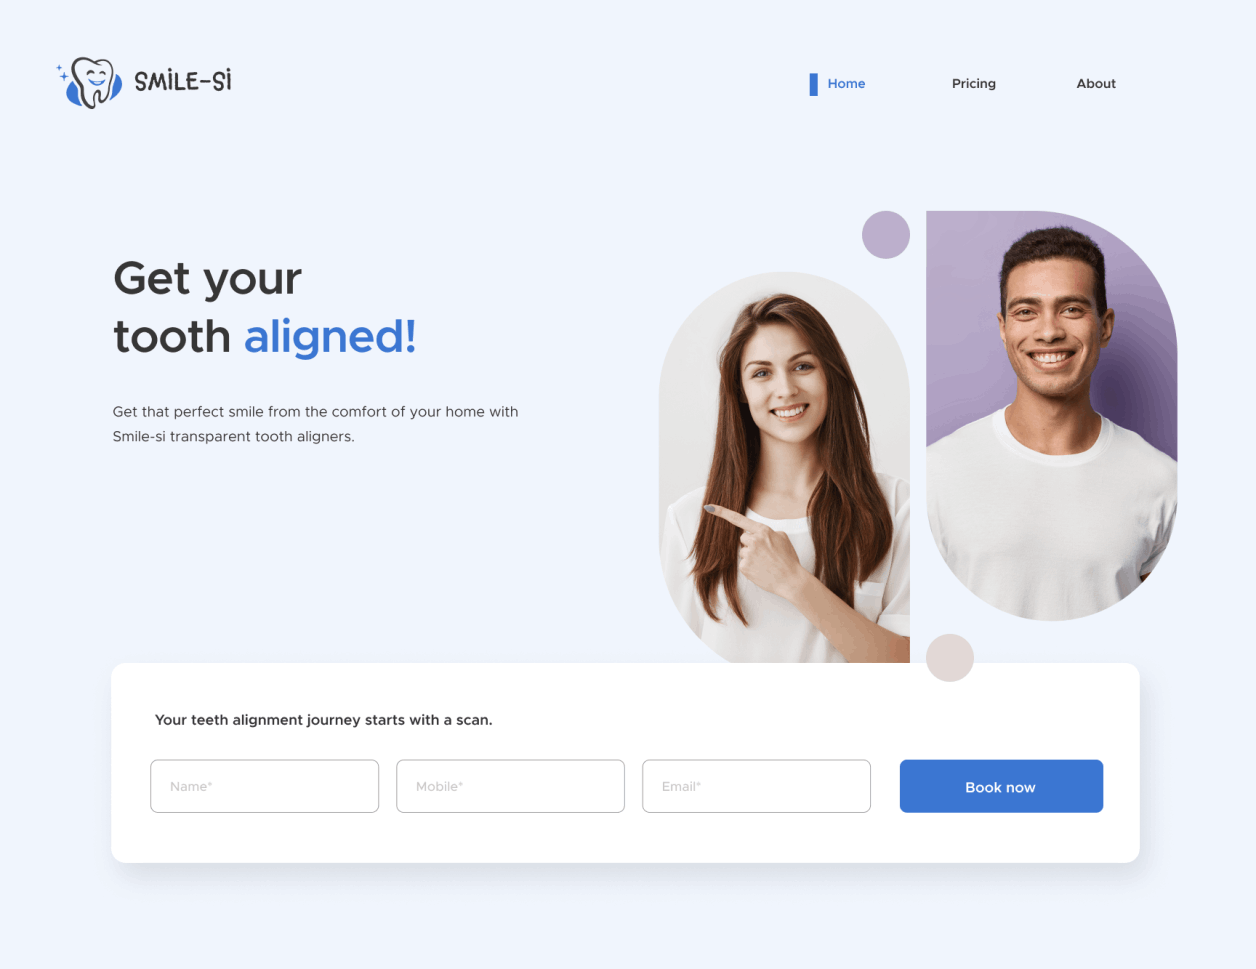 SMiLE-Si
Home
Pricing
About
Get your
tooth aligned!
Get that perfect smile from the comfort of your home with
Smile-si transparent tooth aligners.
Your teeth alignment journey starts with a scan.
Name*
Mobile*
Email*
Book now